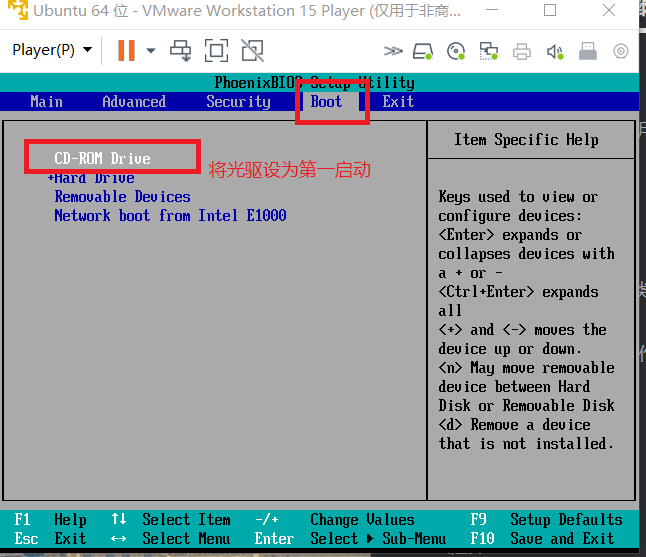 Ubuntu 64 位 - VMware Workstation 15 Player (仅用于非商...
Player(P)
PhoenixBIOS Setup Utility
Main Advanced Security Boot Exit
CD-ROM Drive
将光驱设为第一启动
+Hard Drive
Removable Devices
Network boot from Intel E1000
Item Specific Help
Keys used to view or
configure devices:
<Enter> expands or
collapses devices with
a + or -
<Ctrl+Enter> expands
all
<+> and <-> moves the
device up or down.
<n> May move removable
device between Hard
Disk or Removable Disk
<d> Remove a device
that is not installed.
F1 Help ↑↓ Select Item -/+ Change Values F9 Setup Defaults
Esc Exit ↔ Select Menu Enter Select ▶ Sub-Menu F10 Save and Exit